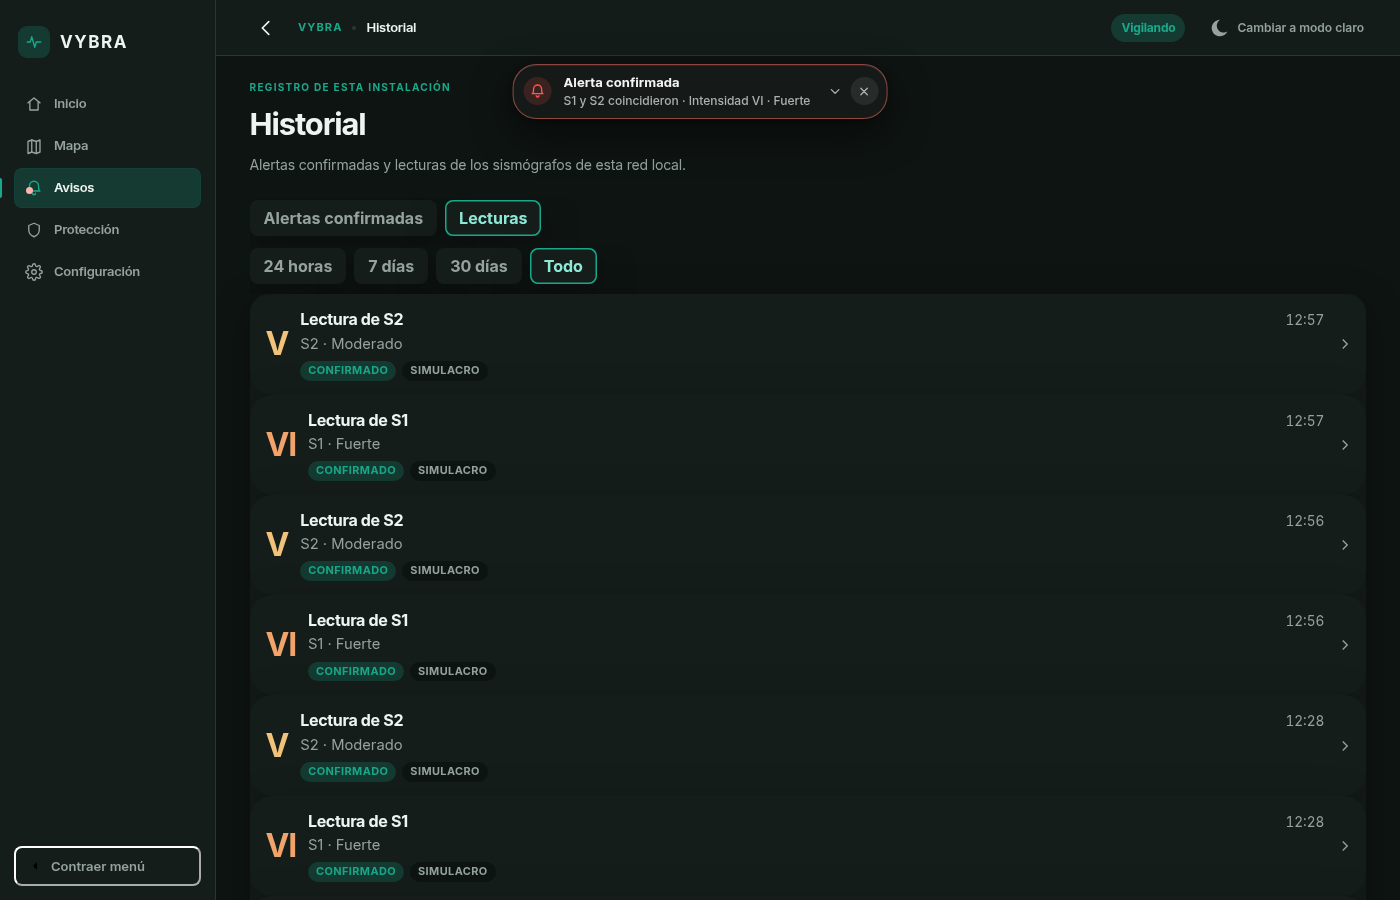 VYBRA
Inicio
Mapa
Avisos
Protección
Configuración
Contraer menú
VYBRA • Historial
Vigilando
Cambiar a modo claro
Alerta confirmada
S1 y S2 coincidieron · Intensidad VI · Fuerte
REGISTRO DE ESTA INSTALACIÓN
Historial
Alertas confirmadas y lecturas de los sismógrafos de esta red local.
Alertas confirmadas Lecturas
24 horas 7 días 30 días Todo
V
Lectura de S2
12:57
S2 · Moderado
CONFIRMADO SIMULACRO
VI
Lectura de S1
12:57
S1 · Fuerte
CONFIRMADO SIMULACRO
V
Lectura de S2
12:56
S2 · Moderado
CONFIRMADO SIMULACRO
VI
Lectura de S1
12:56
S1 · Fuerte
CONFIRMADO SIMULACRO
V
Lectura de S2
12:28
S2 · Moderado
CONFIRMADO SIMULACRO
VI
Lectura de S1
12:28
S1 · Fuerte
CONFIRMADO SIMULACRO